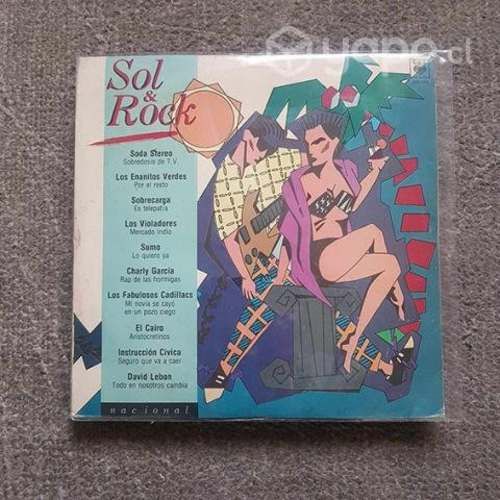 yapo.cl
Sol
& 
Rock
Soda Stereo
Sobredosis de T.V.
Los Enanitos Verdes
Por el resto
Sobrecarga
Es telepatía
Los Violadores
Mercado Indio
Sumo
Lo quiero ya
Charly García
Rap de las hormigas
Los Fabulosos Cadillacs
Mi novia se cayó
en un pozo ciego
El Cairo
Aristocretinos
Instrucción Cívica
Seguro que va a caer
David Lebon
Todo en nosotros cambia
nacional